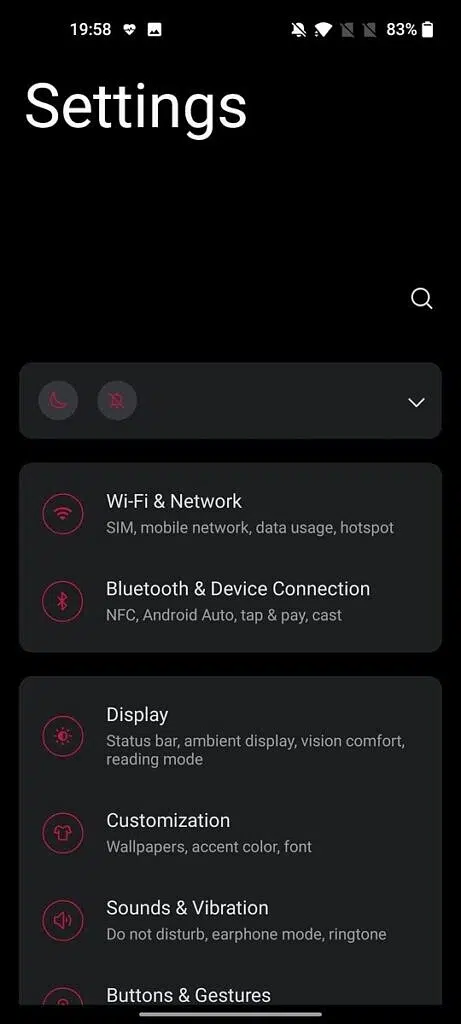 19:58
83%
Settings
Wi-Fi & Network
SIM, mobile network, data usage, hotspot
Bluetooth & Device Connection
NFC, Android Auto, tap & pay, cast
Display
Status bar, ambient display, vision comfort,
reading mode
Customization
Wallpapers, accent color, font
Sounds & Vibration
Do not disturb, earphone mode, ringtone
Buttons & Gestures